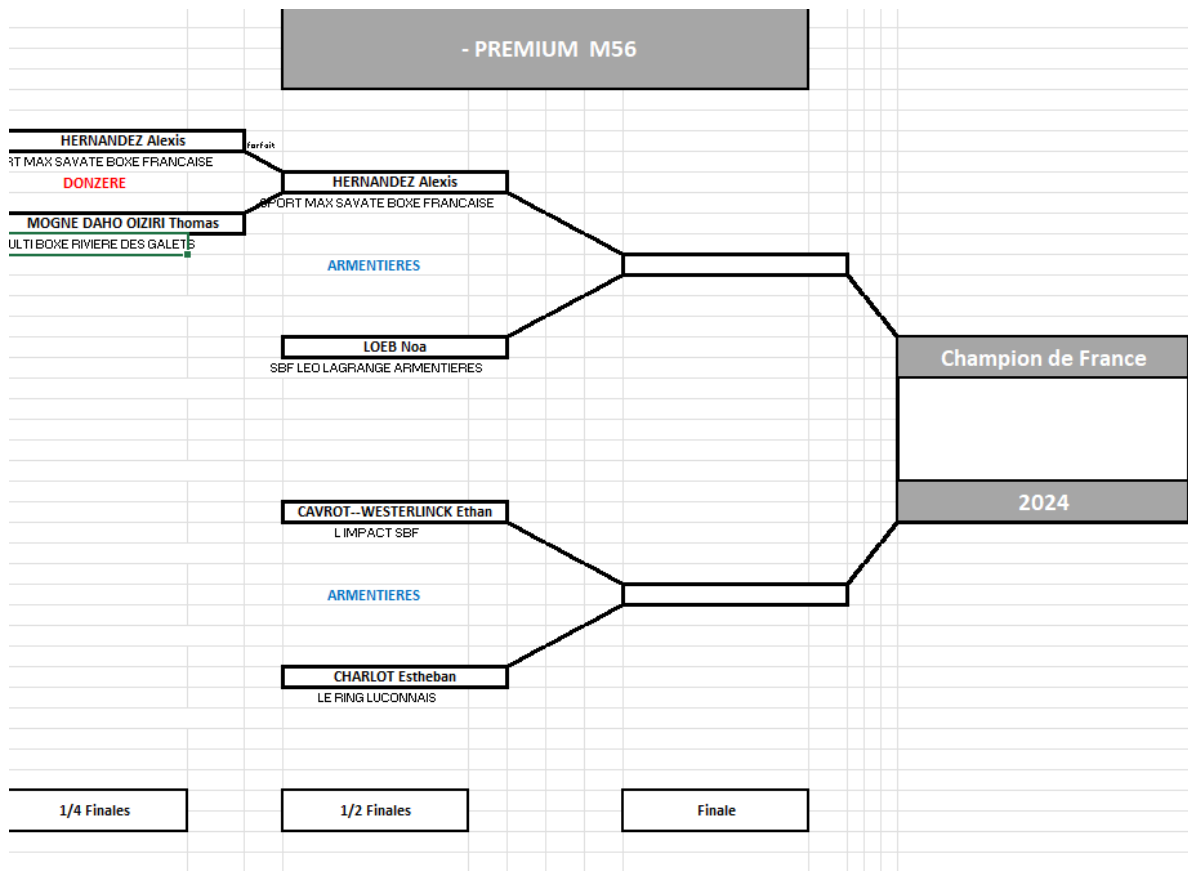 - PREMIUM M56
HERNANDEZ Alexis
forfait
RT MAX SAVATE BOXE FRANCAISE
DONZERE
HERNANDEZ Alexis
SPORT MAX SAVATE BOXE FRANCAISE
MOGNE DAHO OIZIRI Thomas
ULTI BOXE RIVIERE DES GALETS
ARMENTIERES
LOEB Noa
SBF LEO LAGRANGE ARMENTIERES
Champion de France
2024
CAVROT--WESTERLINCK Ethan
L IMPACT SBF
ARMENTIERES
CHARLOT Estheban
LE RING LUCONNAIS
1/4 Finales
1/2 Finales
Finale